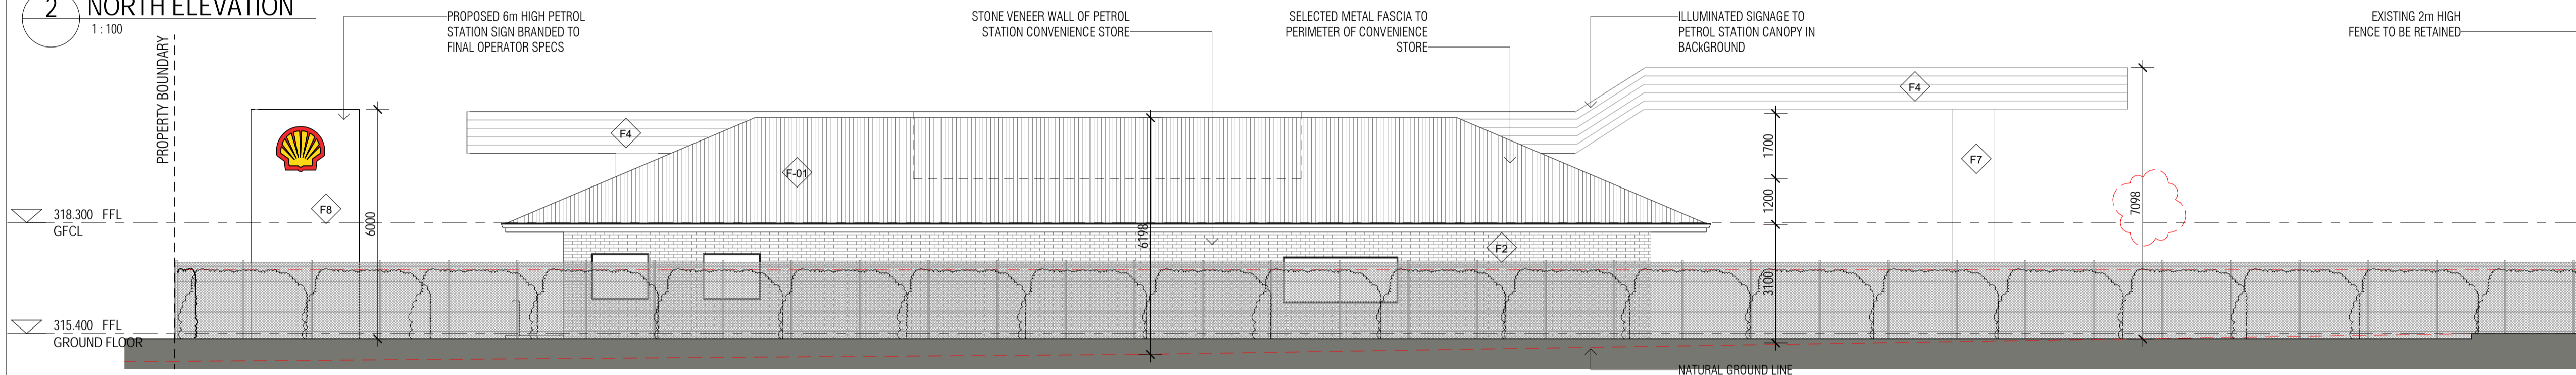 2 NORTH ELEVATION
1 : 100
PROPERTY BOUNDARY
PROPOSED 6m HIGH PETROL
STATION SIGN BRANDED TO
FINAL OPERATOR SPECS
STONE VENEER WALL OF PETROL
STATION CONVENIENCE STORE
SELECTED METAL FASCIA TO
PERIMETER OF CONVENIENCE
STORE
ILLUMINATED SIGNAGE TO
PETROL STATION CANOPY IN
BACkGROUND
EXISTING 2m HIGH
FENCE TO BE RETAINED
F4
F4
F-01
F7
F8
F2
6000
6198
1700
1200
3100
7098
318.300 FFL
GFCL
315.400 FFL
GROUND FLOOR
NATURAL GROUND LINE